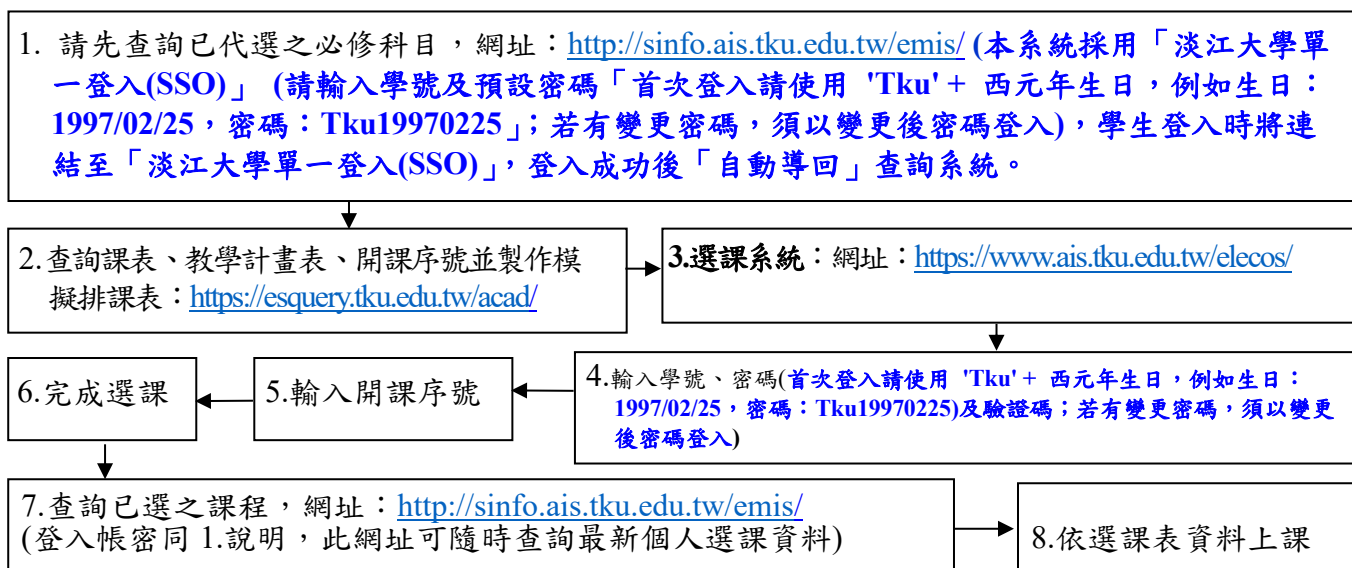 1. 請先查詢已代選之必修科目，網址：http://sinfo.ais.tku.edu.tw/emis/ (本系統採用「淡江大學單
一登入(SSO)」 (請輸入學號及預設密碼「首次登入請使用 'Tku'+ 西元年生日，例如生日：
1997/02/25，密碼：Tku19970225」；若有變更密碼，須以變更後密碼登入)，學生登入時將連
結至「淡江大學單一登入(SSO)」，登入成功後「自動導回」查詢系統。
2.查詢課表、教學計畫表、開課序號並製作模
擬排課表：https://esquery.tku.edu.tw/acad/
3.選課系統：網址：https://www.ais.tku.edu.tw/elecos/
4.輸入學號、密碼(首次登入請使用 'Tku'+ 西元年生日，例如生日：
1997/02/25，密碼：Tku19970225)及驗證碼；若有變更密碼，須以變更
後密碼登入)
5.輸入開課序號
6.完成選課
7.查詢已選之課程，網址：http://sinfo.ais.tku.edu.tw/emis/
(登入帳密同 1.說明，此網址可隨時查詢最新個人選課資料)
8.依選課表資料上課